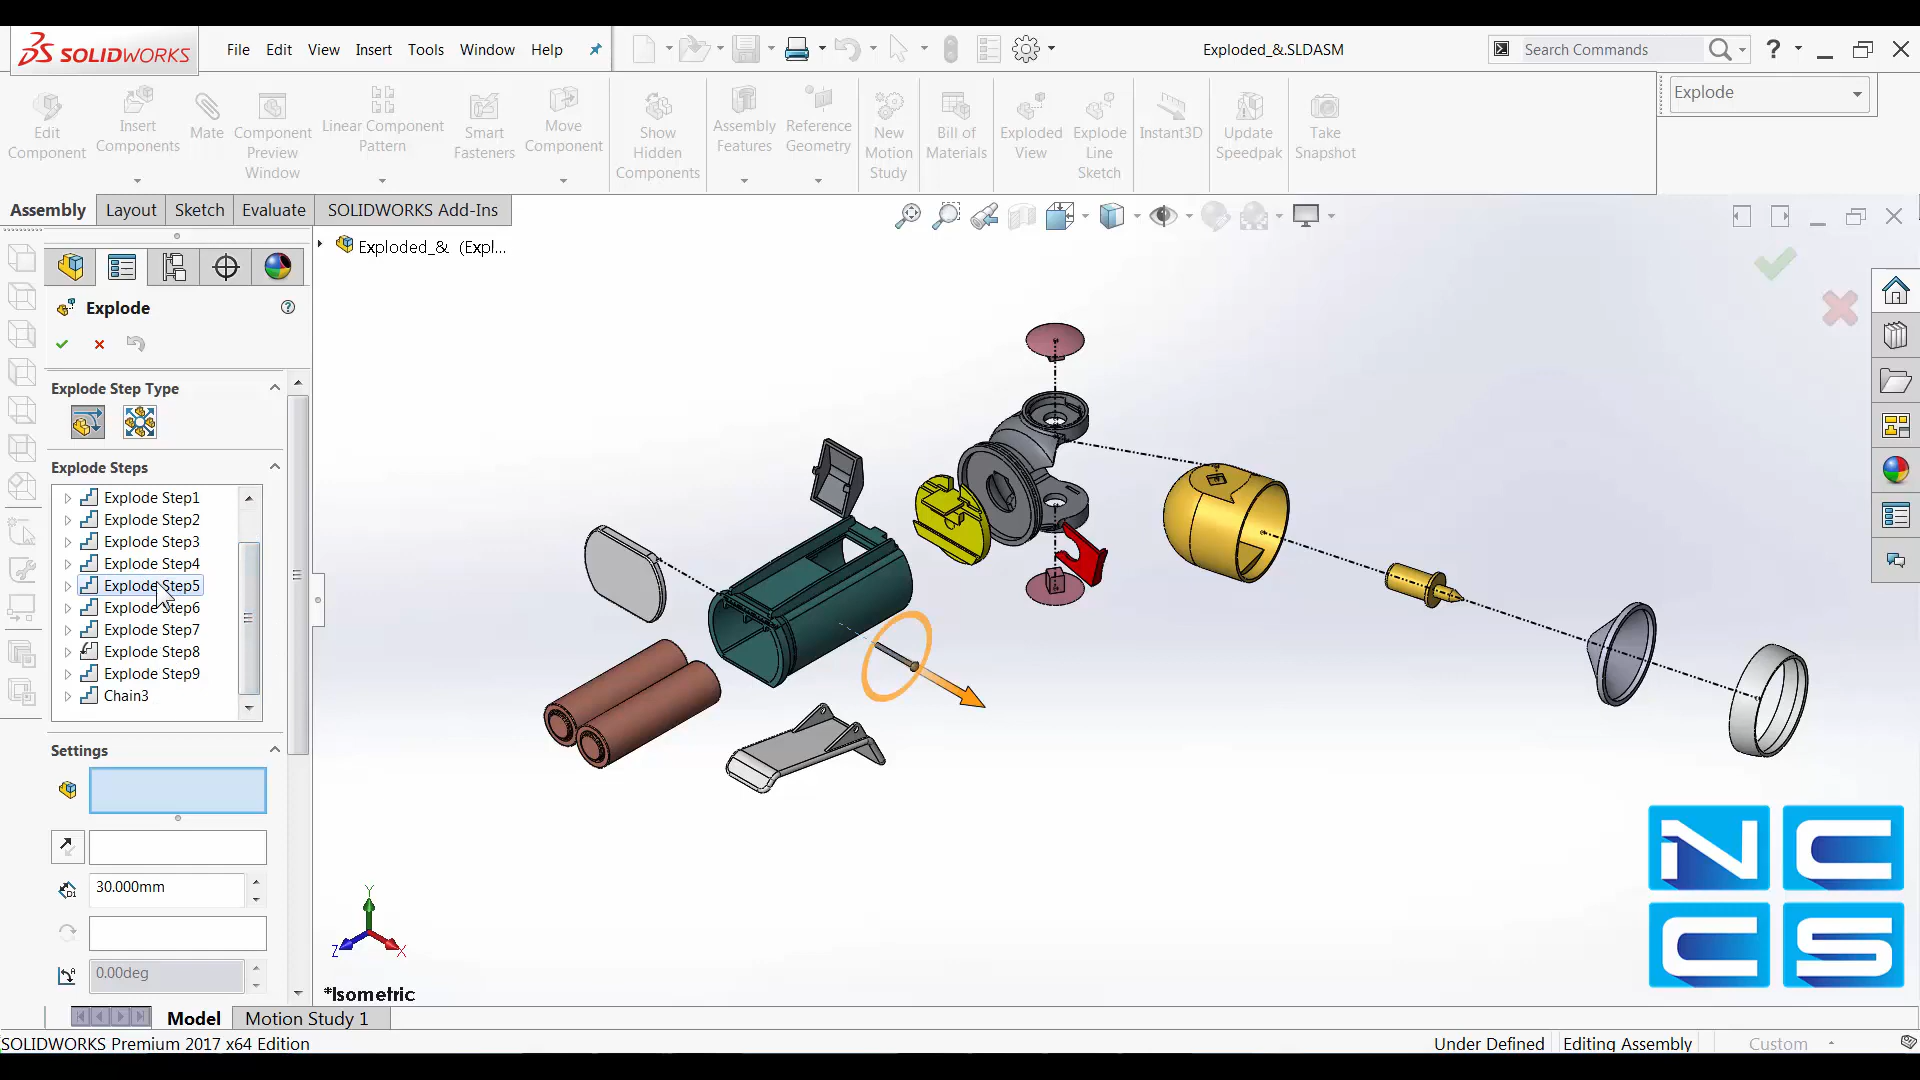 SOLIDWORKS
File Edit View Insert Tools Window Help
Exploded_&.SLDASM
Search Commands
?
Explode
Edit Component
Insert Components
Mate
Component Preview Window
Linear Component Pattern
Smart Fasteners
Move Component
Show Hidden Components
Assembly Features
Reference Geometry
New Motion Study
Bill of Materials
Exploded View
Explode Line Sketch
Instant3D
Update Speedpak
Take Snapshot
Assembly Layout Sketch Evaluate SOLIDWORKS Add-Ins
Exploded_& (Expl...
Explode
?
Explode Step Type
Explode Steps
Explode Step1
Explode Step2
Explode Step3
Explode Step4
Explode Step5
Explode Step6
Explode Step7
Explode Step8
Explode Step9
Chain3
Settings
30.000mm
0.00deg
Y
Z
X
*Isometric
N C
C S
Model Motion Study 1
SOLIDWORKS Premium 2017 x64 Edition
Under Defined Editing Assembly Custom